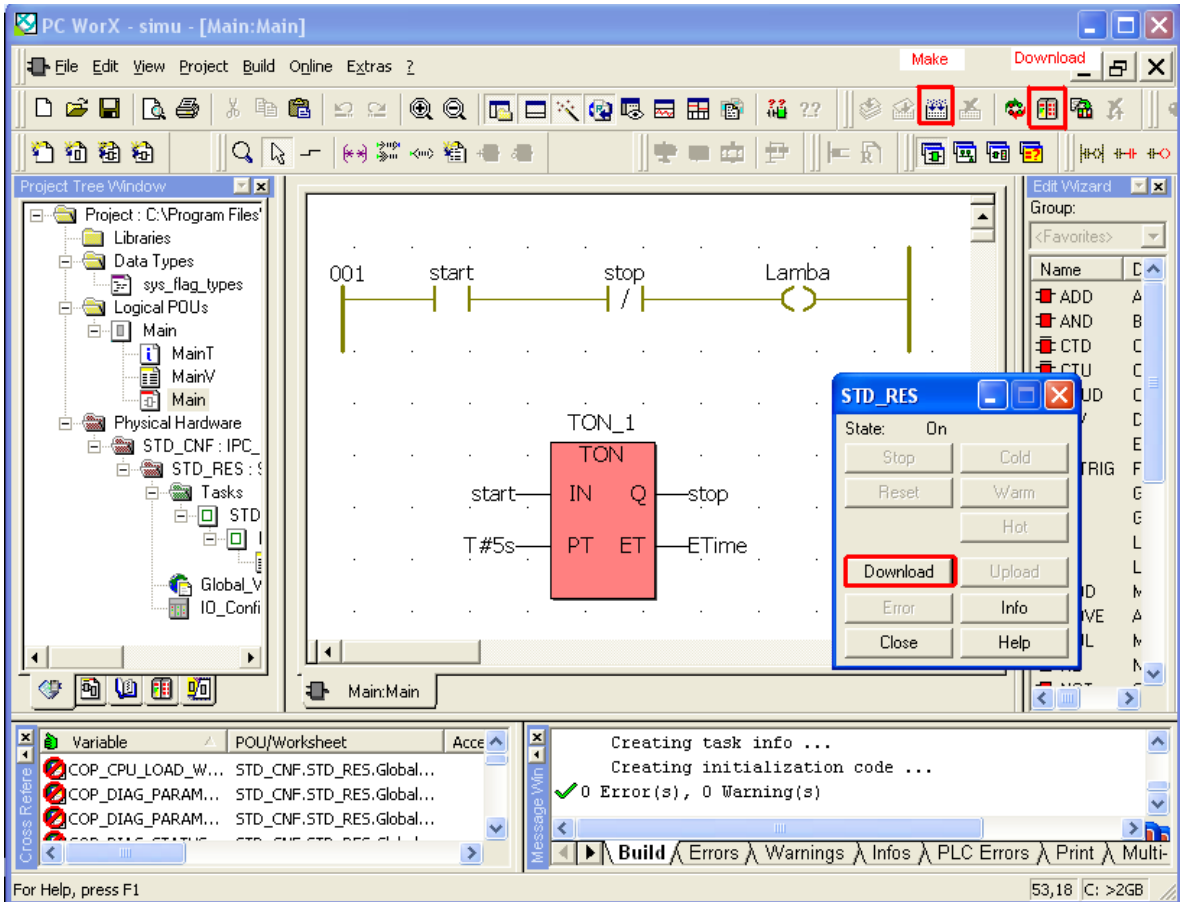 PC WorX - simu - [Main:Main]
File Edit View Project Build Online Extras ?
Make
Download
Project Tree Window
Project : C:\Program Files'
Libraries
Data Types
sys_flag_types
Logical POUs
Main
MainT
MainV
Main
Physical Hardware
STD_CNF : IPC_
STD_RES : S
Tasks
STD
Global_V
IO_Confi
001 start stop Lamba
TON_1
TON
start IN Q stop
T#5s PT ET ETime
Main:Main
Edit Wizard
Group:
<Favorites>
Name
ADD A
AND B
CTD C
CTU C
UD C
TRIG F
STD_RES
State: On
Stop Cold
Reset Warm
Hot
Download Upload
Error Info
Close Help
Cross Refere
Variable POU/Worksheet Acce
COP_CPU_LOAD_W... STD_CNF.STD_RES.Global...
COP_DIAG_PARAM... STD_CNF.STD_RES.Global...
COP_DIAG_PARAM... STD_CNF.STD_RES.Global...
Message Win
Creating task info ...
Creating initialization code ...
0 Error(s), 0 Warning(s)
Build Errors Warnings Infos PLC Errors Print Multi-
For Help, press F1
53,18 C: >2GB